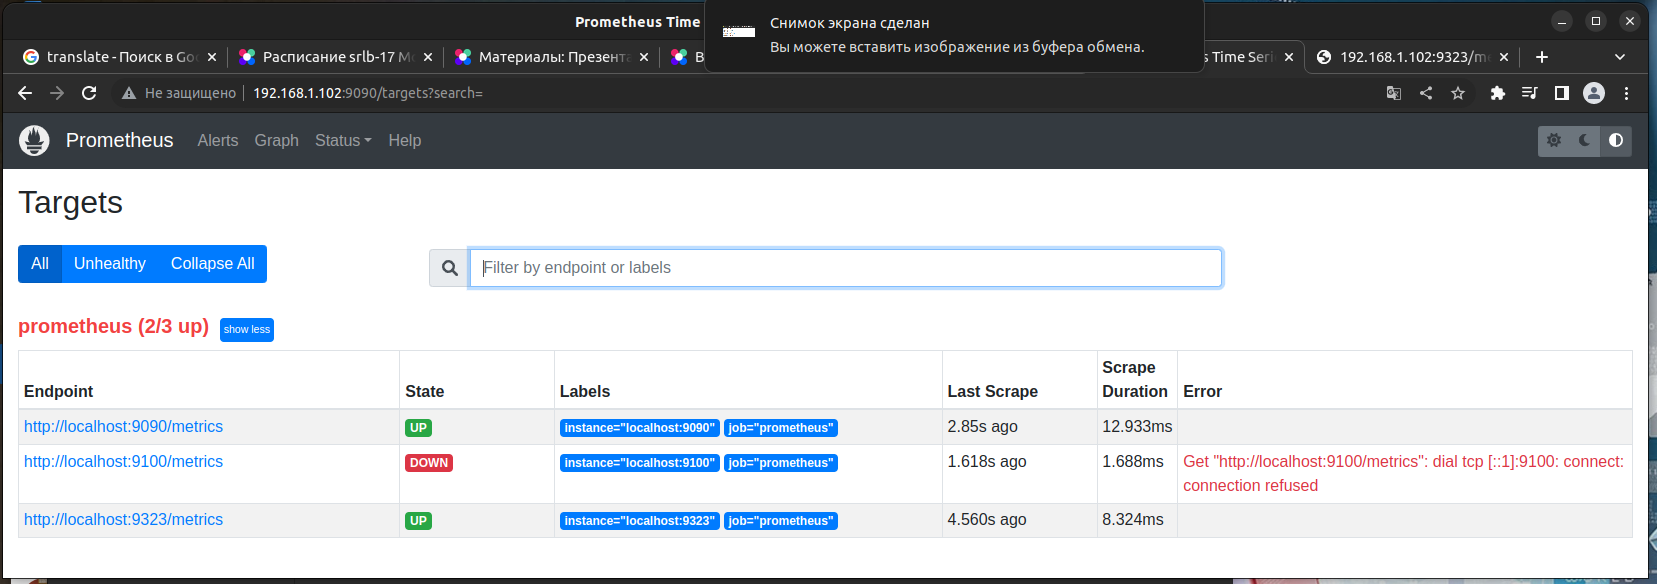 Prometheus Time
Снимок экрана сделан
Вы можете вставить изображение из буфера обмена.
translate - Поиск в Goo
Расписание srlb-17 Мо
Материалы: Презента
В
s Time Seri
192.168.1.102:9323/me
Не защищено
192.168.1.102:9090/targets?search=
Prometheus
Alerts
Graph
Status
Help
Targets
All
Unhealthy
Collapse All
Filter by endpoint or labels
prometheus (2/3 up)
show less
Endpoint State Labels Last Scrape Scrape Duration Error
http://localhost:9090/metrics UP instance="localhost:9090" job="prometheus" 2.85s ago 12.933ms
http://localhost:9100/metrics DOWN instance="localhost:9100" job="prometheus" 1.618s ago 1.688ms Get "http://localhost:9100/metrics": dial tcp [::1]:9100: connect:
connection refused
http://localhost:9323/metrics UP instance="localhost:9323" job="prometheus" 4.560s ago 8.324ms